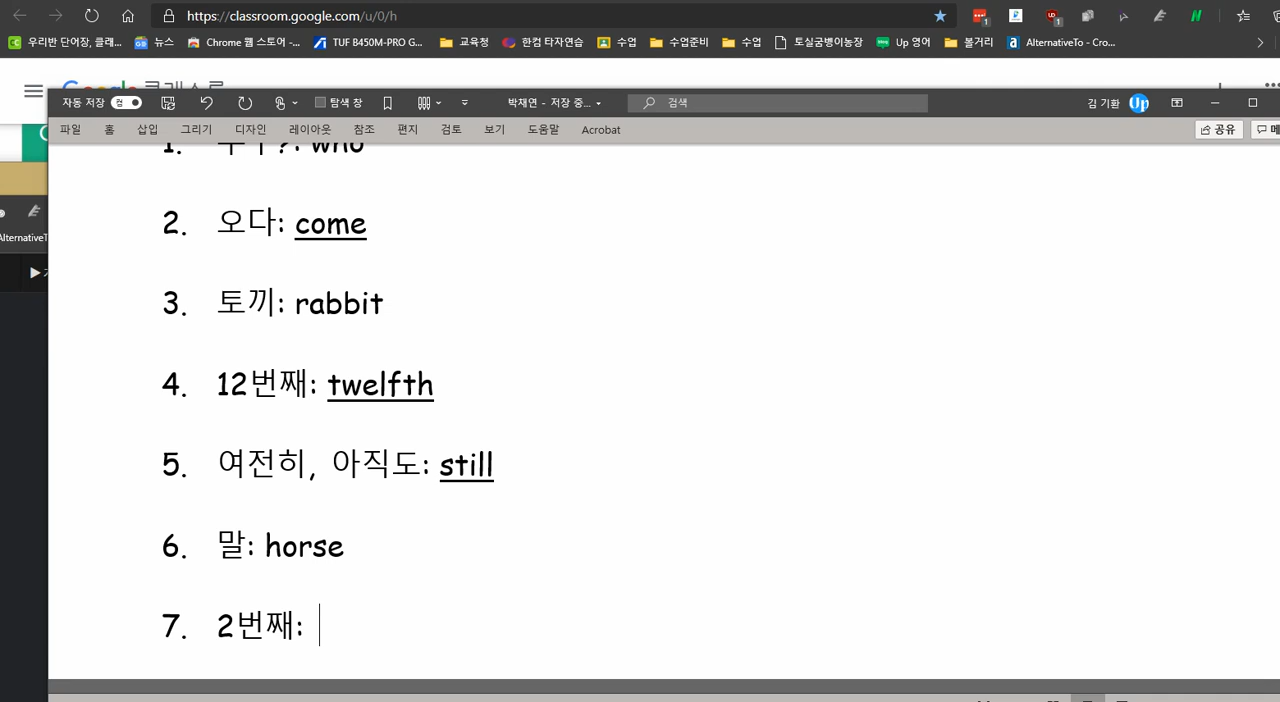 https://classroom.google.com/u/0/h
우리반 단어장, 클래... 뉴스 Chrome 웹 스토어 -... TUF B450M-PRO G... 교육청 한컴 타자연습 수업 수업준비 수업 토실궁뱅이농장 Up 영어 볼거리 AlternativeTo - Cro...
자동 저장 탐색 창 박재연 - 저장 중... 검색 김 기환 Up
파일 홈 삽입 그리기 디자인 레이아웃 참조 편지 검토 보기 도움말 Acrobat 공유
1. 누구?: who
2. 오다: come
3. 토끼: rabbit
4. 12번째: twelfth
5. 여전히, 아직도: still
6. 말: horse
7. 2번째: